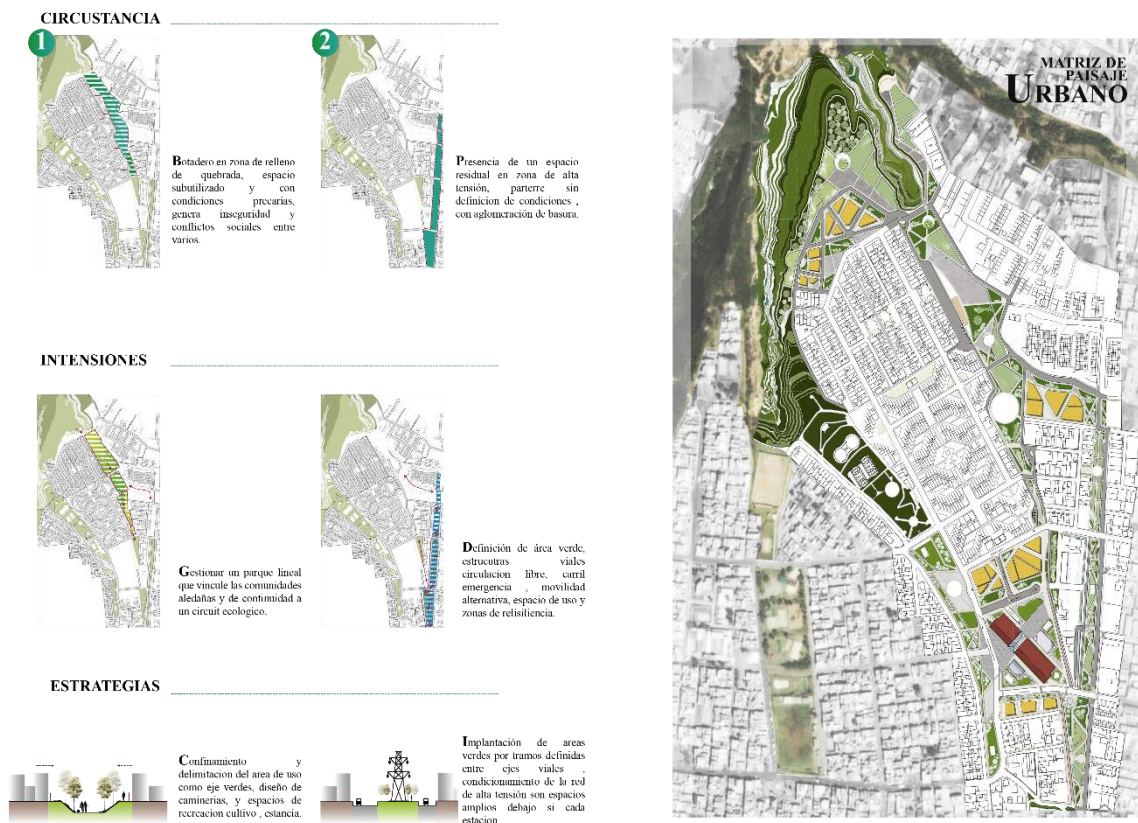 CIRCUSTANCIA
1
2
Botadero en zona de relleno
de quebrada, espacio
subutilizado y con
condiciones precarias,
genera inseguridad y
conflictos sociales entre
varios.
Presencia de un espacio
residual en zona de alta
tensión, parterre sin
definicion de condiciones ,
con aglomeración de basura.
INTENSIONES
Gestionar un parque lineal
que vincule las comunidades
aledañas y de continuidad a
un circuit ecologico.
Definición de área verde,
estrucutras viales
circulacion libre, carril
emergencia , movilidad
alternativa, espacio de uso y
zonas de relisiliencia.
ESTRATEGIAS
Confinamiento y
delimitacion del area de uso
como eje verdes, diseño de
caminerias, y espacios de
recreacion cultivo , estancia.
Implantación de areas
verdes por tramos definidas
entre ejes viales ,
condicionamiento de la red
de alta tensión son espacios
amplios debajo si cada
estacion
MATRIZ DE
PAISAJE
URBANO